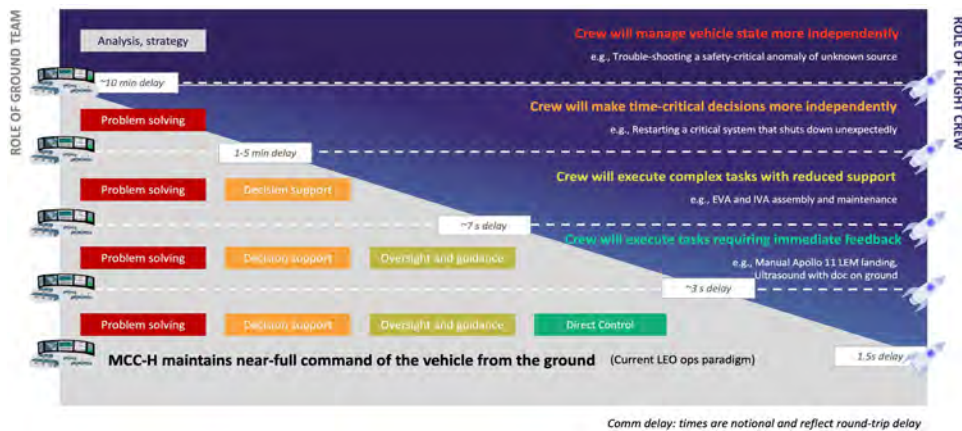 ROLE OF GROUND TEAM
ROLE OF FLIGHT CREW
Analysis, strategy
Crew will manage vehicle state more independently
e.g., Trouble-shooting a safety-critical anomaly of unknown source
~10 min delay
Problem solving
Crew will make time-critical decisions more independently
e.g., Restarting a critical system that shuts down unexpectedly
1-5 min delay
Problem solving
Decision support
Crew will execute complex tasks with reduced support
e.g., EVA and IVA assembly and maintenance
~7 s delay
Problem solving
Decision support
Oversight and guidance
Crew will execute tasks requiring immediate feedback
e.g., Manual Apollo 11 LEM landing,
Ultrasound with doc on ground
~3 s delay
Problem solving
Decision support
Oversight and guidance
Direct Control
MCC-H maintains near-full command of the vehicle from the ground (Current LEO ops paradigm)
1.5s delay
Comm delay: times are notional and reflect round-trip delay